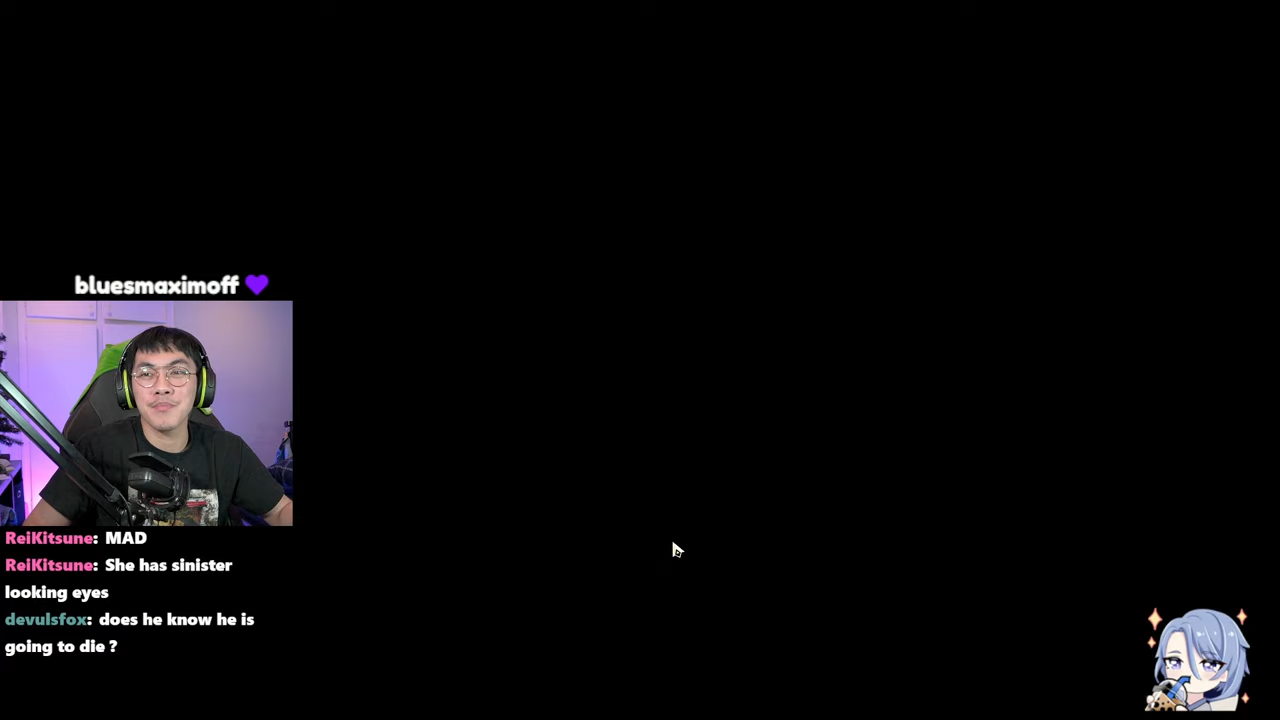 bluesmaximoff 💜
ReiKitsune: MAD
ReiKitsune: She has sinister
looking eyes
devulsfox: does he know he is
going to die ?